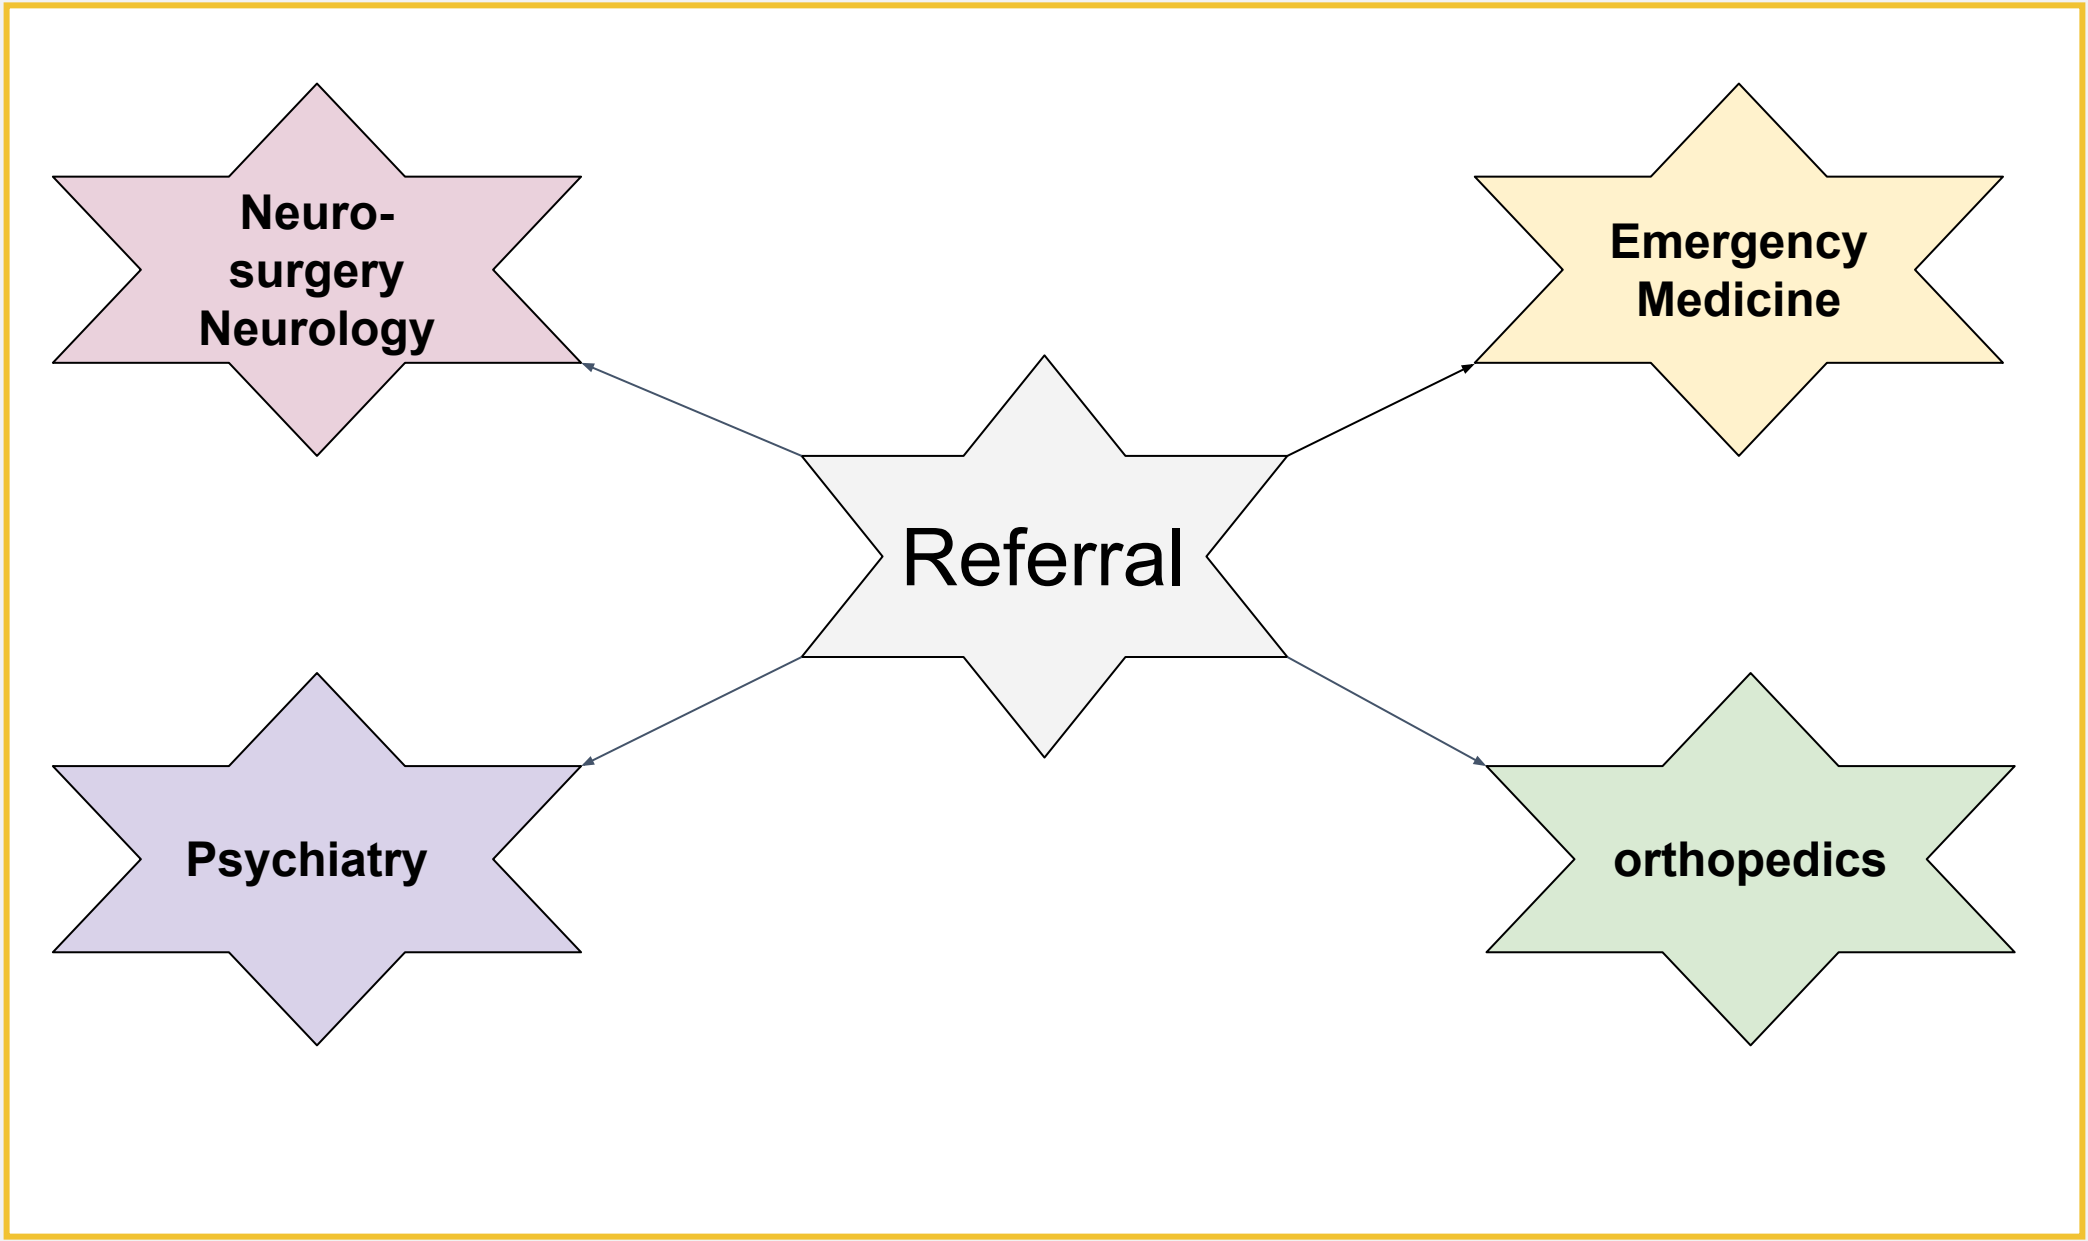 Neuro-
surgery
Neurology
Emergency
Medicine
Referral
Psychiatry
orthopedics